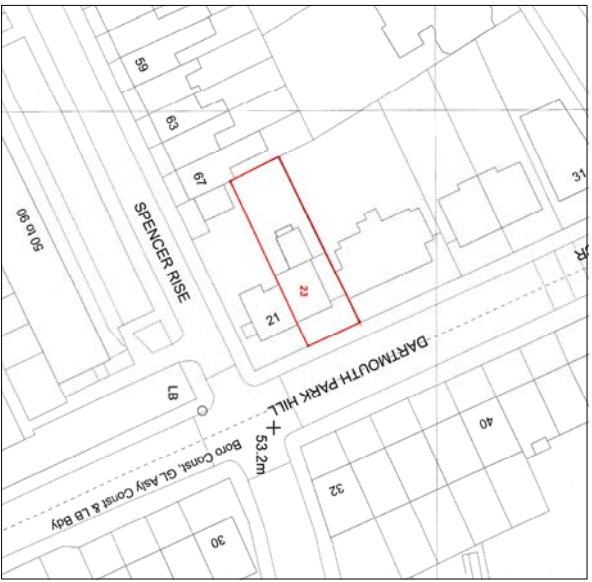 59
63
67
31
50 to 90
SPENCER RISE
23
21
DARTMOUTH PARK HILL
LB
53.2m
Boro Const, GL Asly Const & LB Bdy
40
32
30